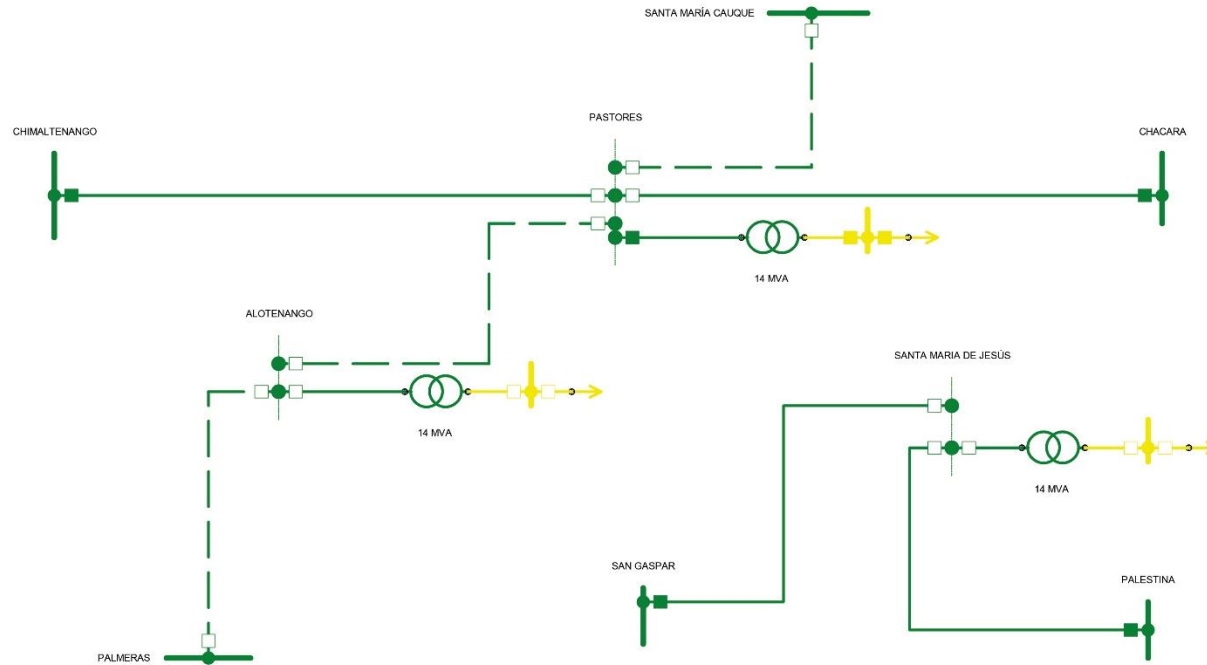 SANTA MARÍA CAUQUE
PASTORES
CHIMALTENANGO
CHACARA
14 MVA
ALOTENANGO
SANTA MARIA DE JESÚS
14 MVA
14 MVA
SAN GASPAR
PALESTINA
PALMERAS